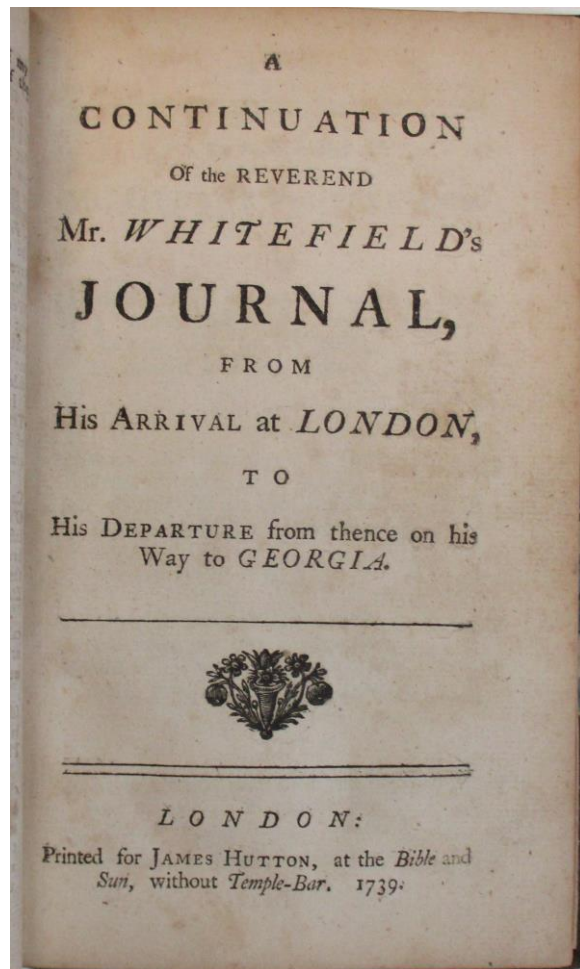 A
CONTINUATION
Of the REVEREND
Mr. WHITEFIELD's
JOURNAL,
FROM
His ARRIVAL at LONDON,
TO
His DEPARTURE from thence on his
Way to GEORGIA.
LONDON:
Printed for JAMES HUTTON, at the Bible and
Sun, without Temple-Bar. 1739.